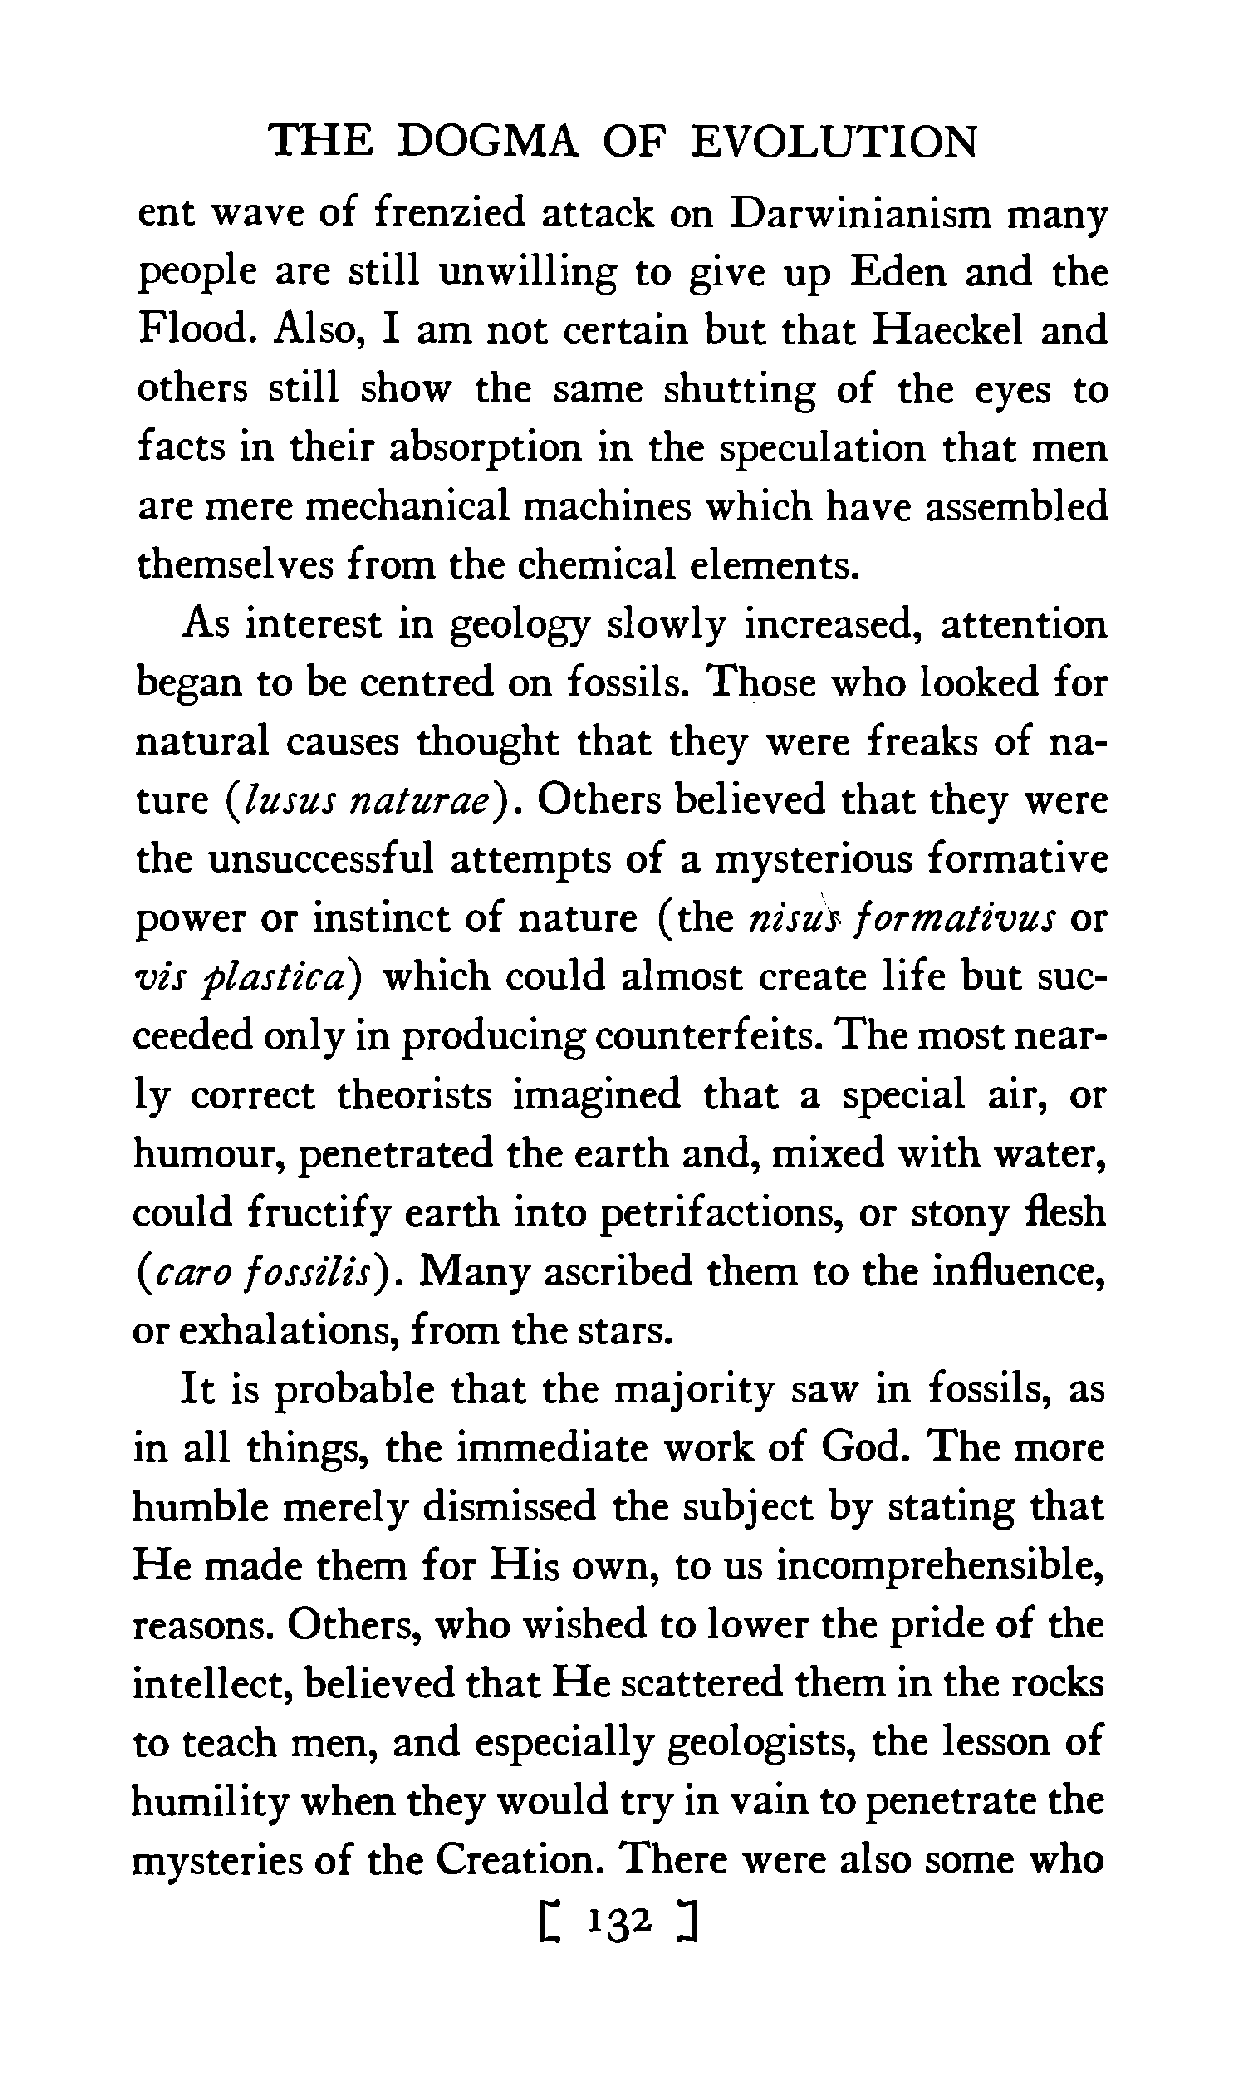 THE DOGMA OF EVOLUTION
ent wave of frenzied attack on Darwinianism many
people are still unwilling to give up Eden and the
Flood. Also, I am not certain but that Haeckel and
others still show the same shutting of the eyes to
facts in their absorption in the speculation that men
are mere mechanical machines which have assembled
themselves from the chemical elements.
As interest in geology slowly increased, attention
began to be centred on fossils. Those who looked for
natural causes thought that they were freaks of na-
ture (lusus naturae). Others believed that they were
the unsuccessful attempts of a mysterious formative
power or instinct of nature (the nisus formativus or
vis plastica) which could almost create life but suc-
ceeded only in producing counterfeits. The most near-
ly correct theorists imagined that a special air, or
humour, penetrated the earth and, mixed with water,
could fructify earth into petrifactions, or stony flesh
(caro fossilis). Many ascribed them to the influence,
or exhalations, from the stars.
It is probable that the majority saw in fossils, as
in all things, the immediate work of God. The more
humble merely dismissed the subject by stating that
He made them for His own, to us incomprehensible,
reasons. Others, who wished to lower the pride of the
intellect, believed that He scattered them in the rocks
to teach men, and especially geologists, the lesson of
humility when they would try in vain to penetrate the
mysteries of the Creation. There were also some who
[ 132 ]